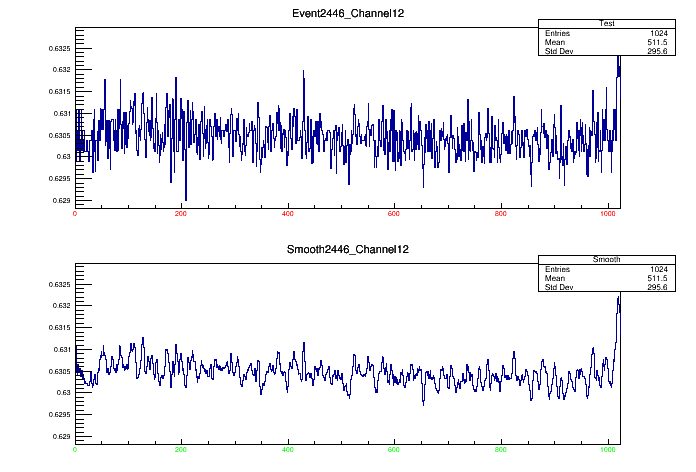 Event2446_Channel12
Test
Entries 1024
Mean 511.5
Std Dev 295.6
0.6325
0.632
0.6315
0.631
0.6305
0.63
0.6295
0.629
0 200 400 600 800 1000
Smooth2446_Channel12
Smooth
Entries 1024
Mean 511.5
Std Dev 295.6
0.6325
0.632
0.6315
0.631
0.6305
0.63
0.6295
0.629
0 200 400 600 800 1000